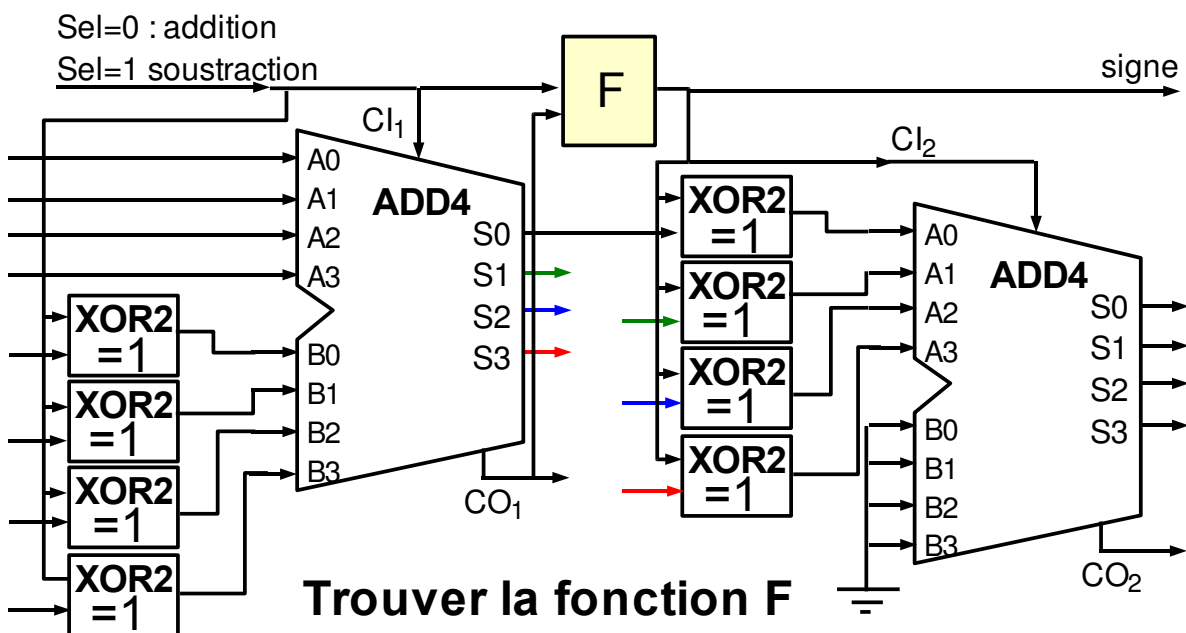 Sel=0 : addition
Sel=1 soustraction
F
signe
CI1
CI2
A0
A1
A2
A3
ADD4
S0
S1
S2
S3
B0
B1
B2
B3
CO1
XOR2
=1
XOR2
=1
XOR2
=1
XOR2
=1
XOR2
=1
XOR2
=1
XOR2
=1
XOR2
=1
A0
A1
A2
A3
ADD4
S0
S1
S2
S3
B0
B1
B2
B3
CO2
Trouver la fonction F